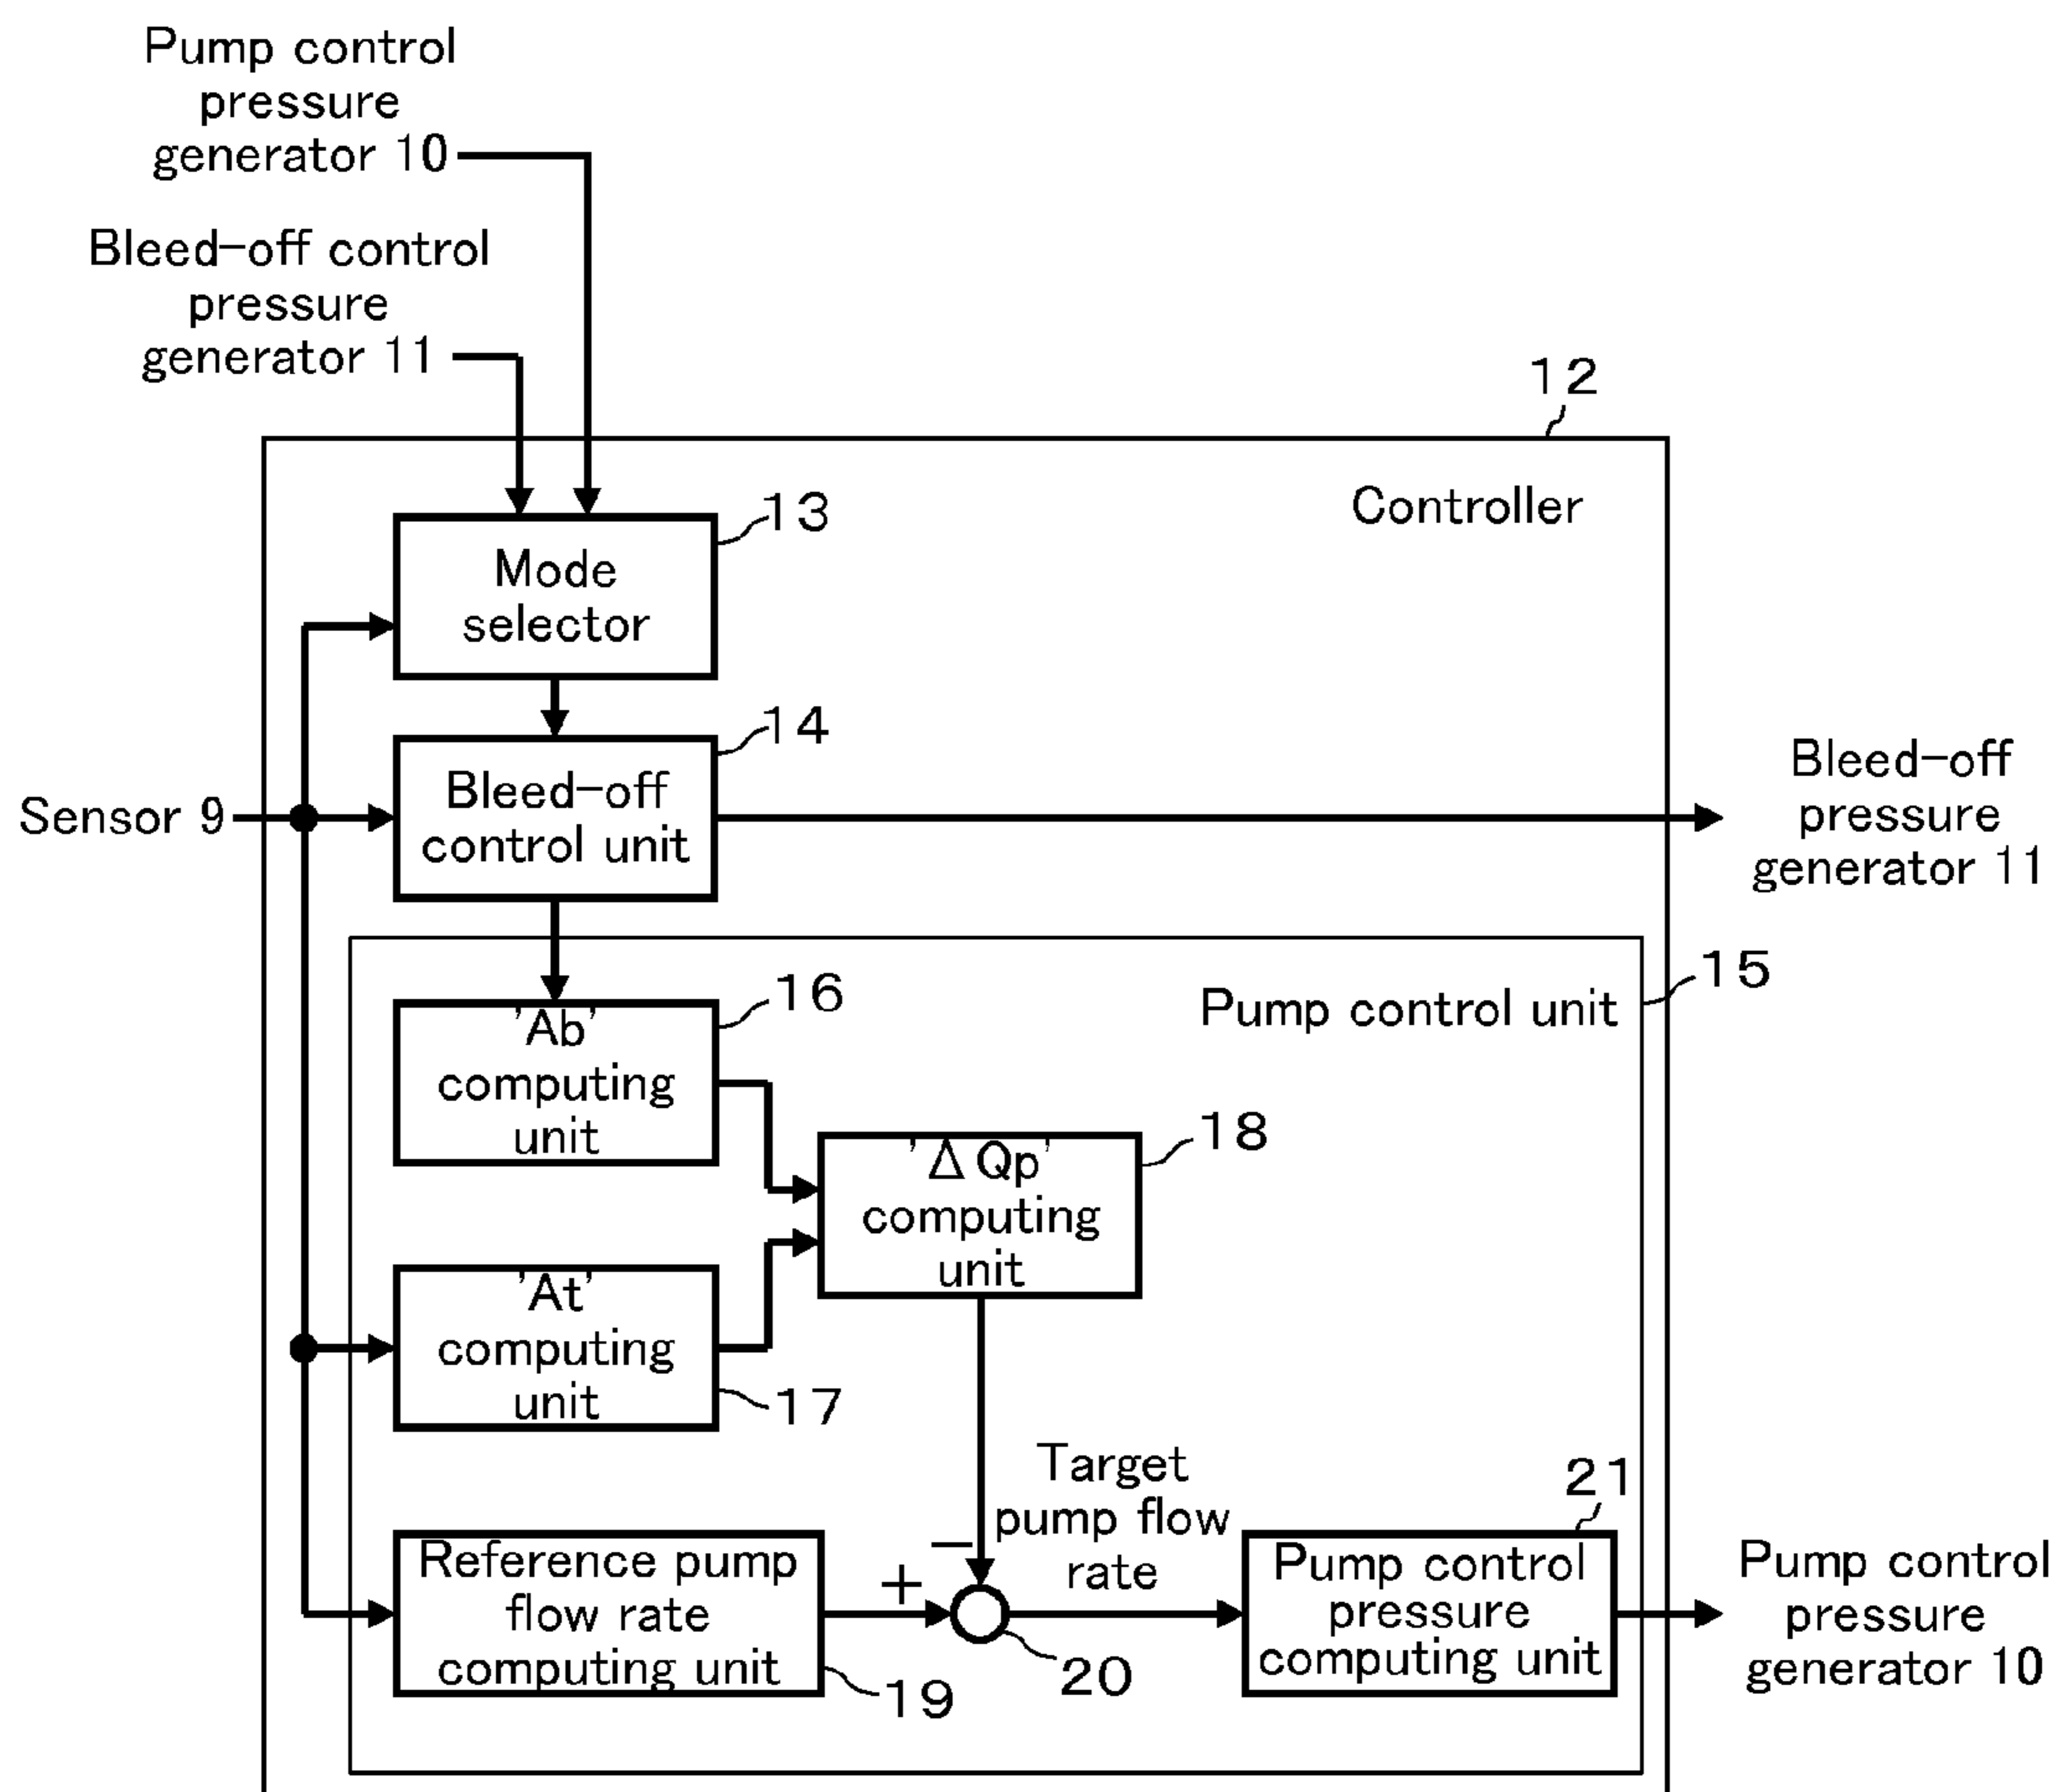 Pump control
pressure
generator 10
Bleed-off control
pressure
generator 11
12
Controller
13
Mode
selector
14
Bleed-off
control unit
Sensor 9
Bleed-off
pressure
generator 11
15
Pump control unit
16
'Ab'
computing
unit
18
'Δ Qp'
computing
unit
'At'
computing
unit
17
Target
pump flow
rate
21
Reference pump
flow rate
computing unit
19
+
−
20
Pump control
pressure
computing unit
Pump control
pressure
generator 10